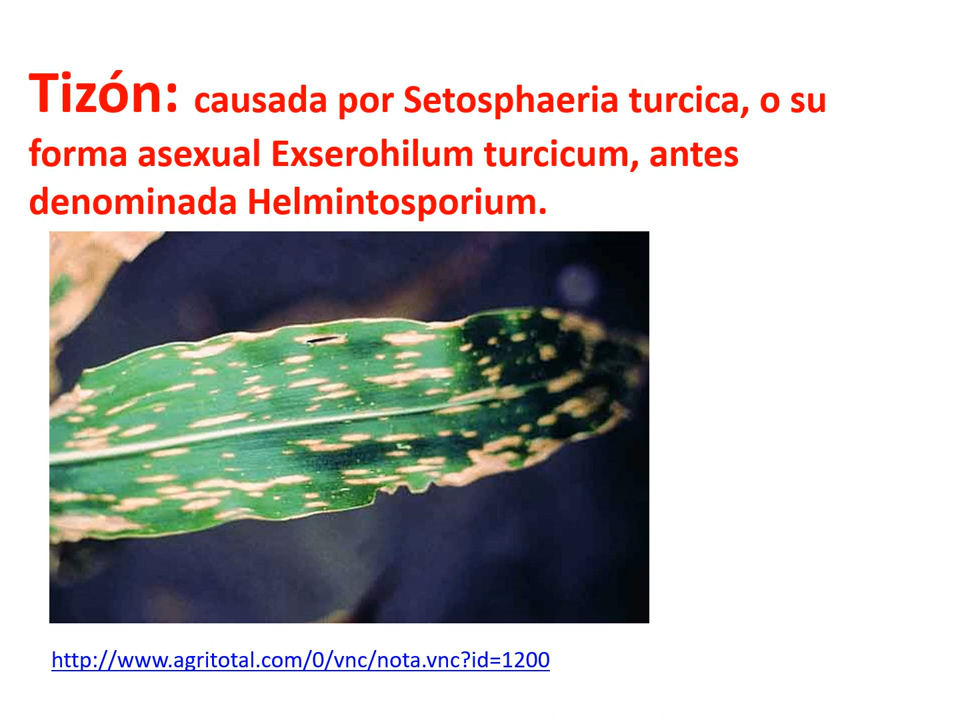 Tizón: causada por Setosphaeria turcica, o su
forma asexual Exserohilum turcicum, antes
denominada Helmintosporium.
http://www.agritotal.com/0/vnc/nota.vnc?id=1200